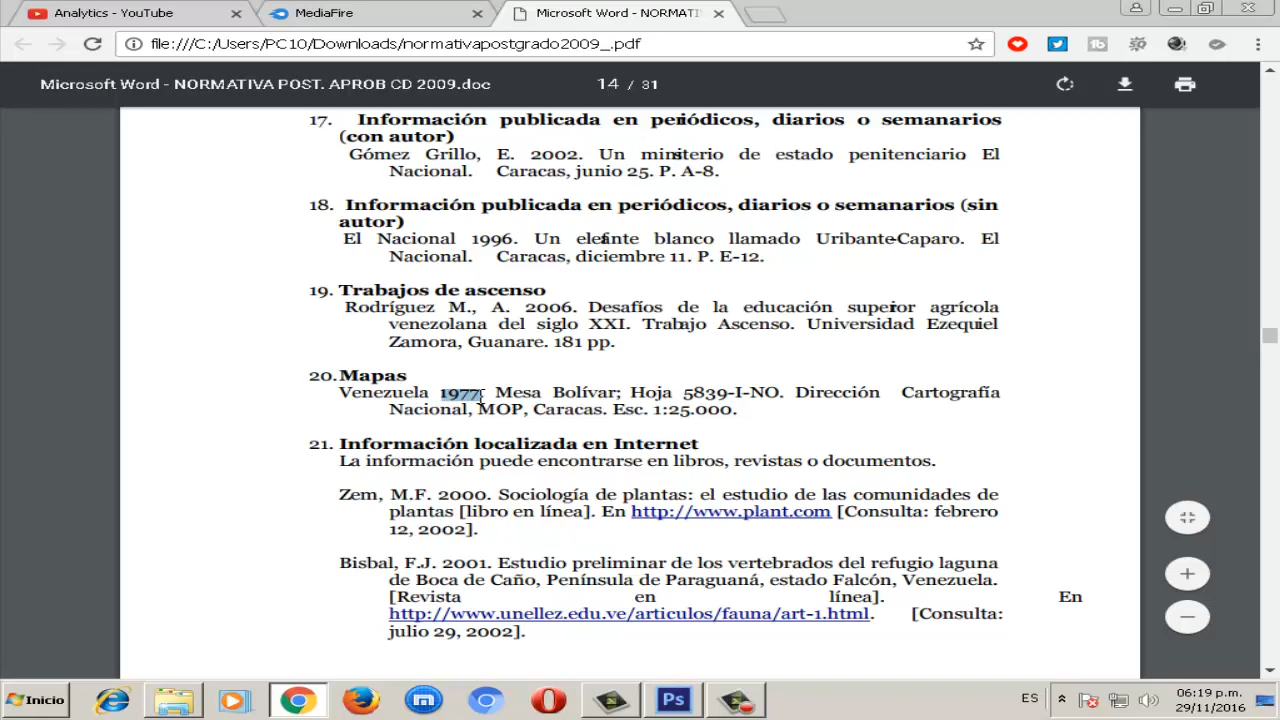 Analytics - YouTube
MediaFire
Microsoft Word - NORMATI
file:///C:/Users/PC10/Downloads/normativapostgrado2009_.pdf
Microsoft Word - NORMATIVA POST. APROB CD 2009.doc
14 / 31
17. Información publicada en periódicos, diarios o semanarios
(con autor)
Gómez Grillo, E. 2002. Un ministerio de estado penitenciario. El
Nacional. Caracas, junio 25. P. A-8.
18. Información publicada en periódicos, diarios o semanarios (sin
autor)
El Nacional 1996. Un elefante blanco llamado Uribante-Caparo. El
Nacional. Caracas, diciembre 11. P. E-12.
19. Trabajos de ascenso
Rodríguez M., A. 2006. Desafíos de la educación superior agrícola
venezolana del siglo XXI. Trabajo Ascenso. Universidad Ezequiel
Zamora, Guanare. 181 pp.
20. Mapas
Venezuela 1977. Mesa Bolívar; Hoja 5839-I-NO. Dirección Cartografía
Nacional, MOP, Caracas. Esc. 1:25.000.
21. Información localizada en Internet
La información puede encontrarse en libros, revistas o documentos.
Zem, M.F. 2000. Sociología de plantas: el estudio de las comunidades de
plantas [libro en línea]. En http://www.plant.com [Consulta: febrero
12, 2002].
Bisbal, F.J. 2001. Estudio preliminar de los vertebrados del refugio laguna
de Boca de Caño, Península de Paraguaná, estado Falcón, Venezuela.
[Revista en línea]. En
http://www.unellez.edu.ve/articulos/fauna/art-1.html. [Consulta:
julio 29, 2002].
Inicio
Ps
ES
06:19 p.m.
29/11/2016